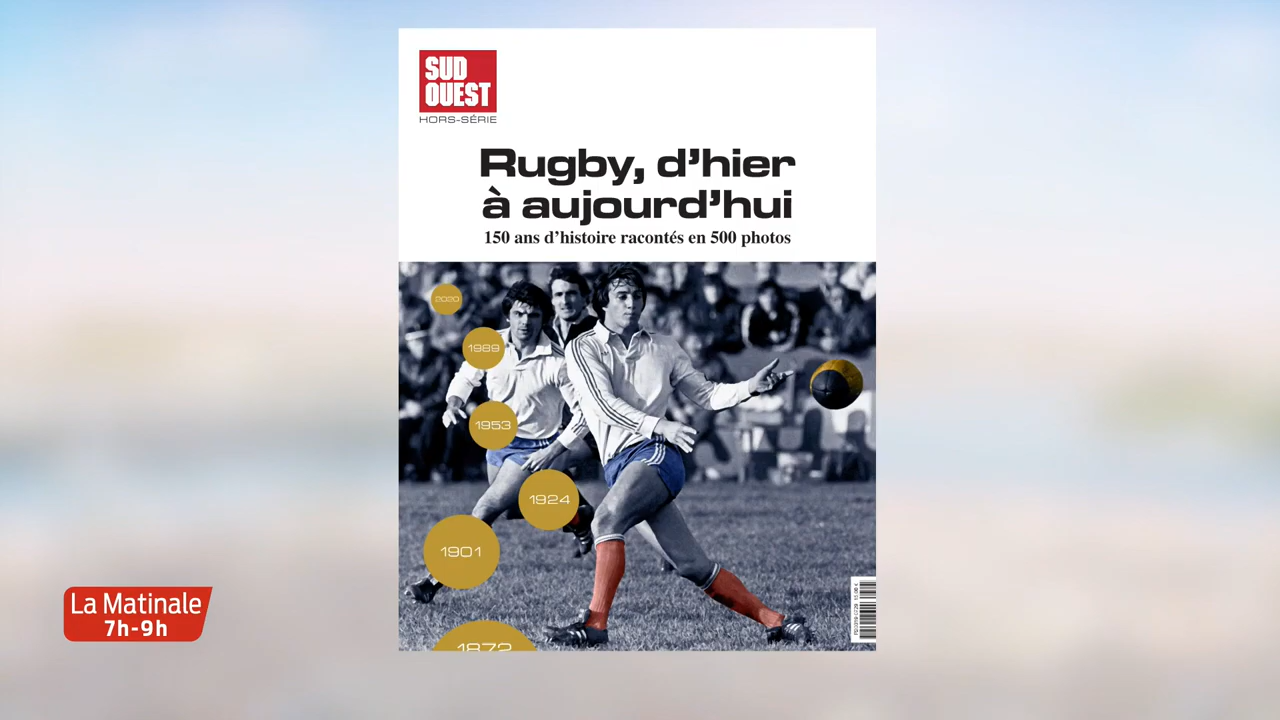 SUD
OUEST
HORS-SÉRIE
Rugby, d’hier
à aujourd’hui
150 ans d’histoire racontés en 500 photos
2020
1989
1953
1924
1901
1872
La Matinale
7h-9h